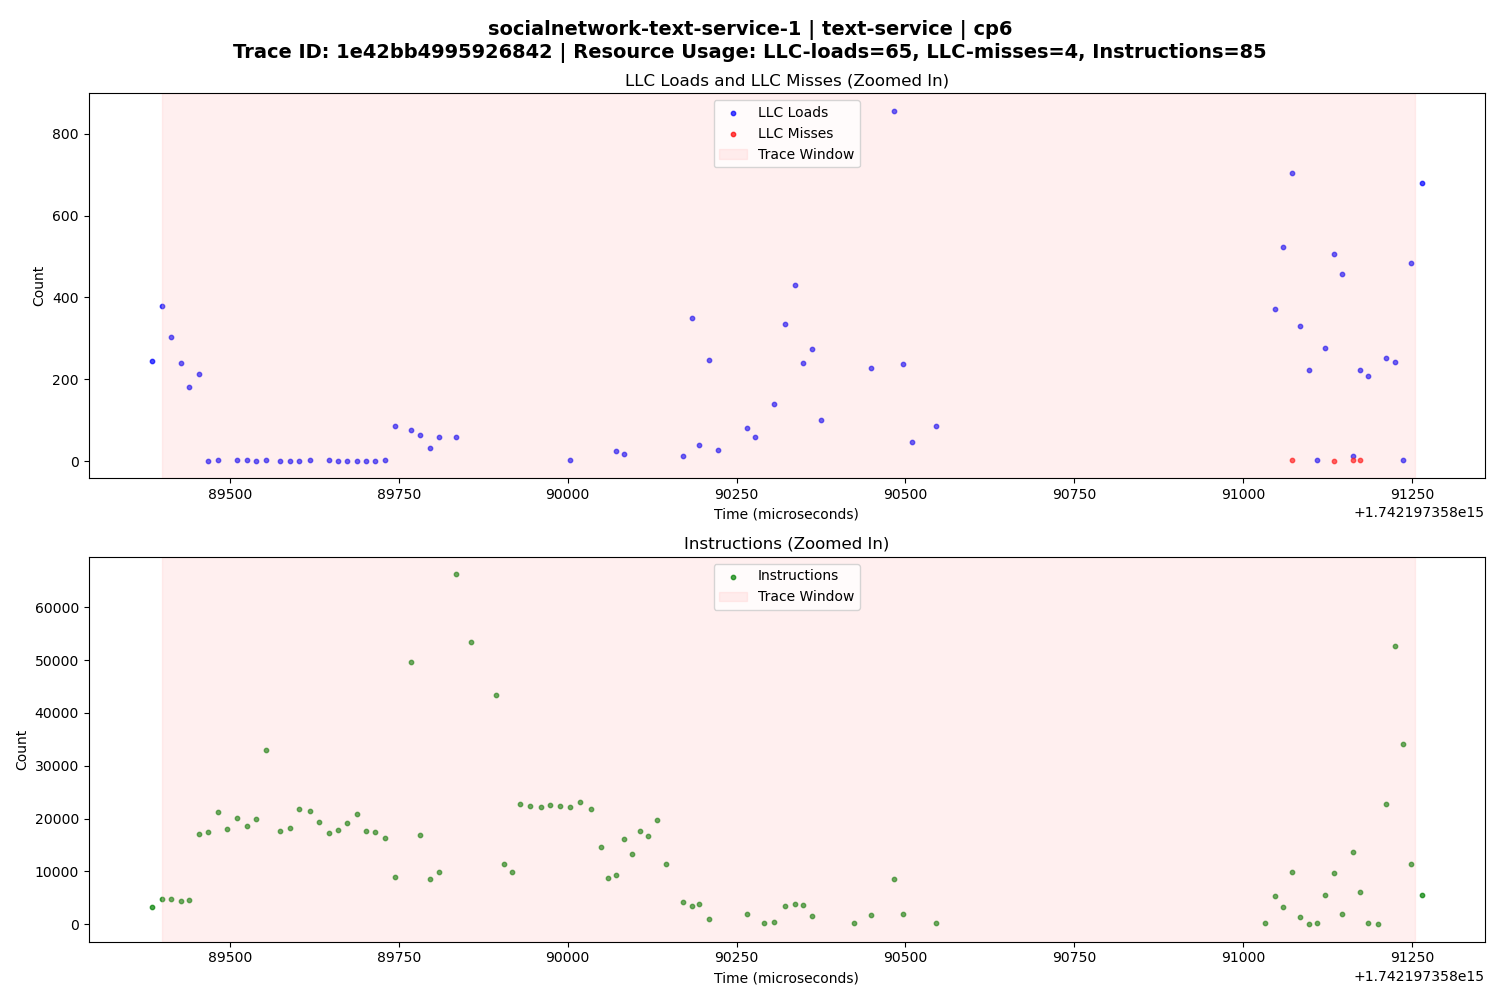 socialnetwork-text-service-1 | text-service | cp6
Trace ID: 1e42bb4995926842 | Resource Usage: LLC-loads=65, LLC-misses=4, Instructions=85
LLC Loads and LLC Misses (Zoomed In)
LLC Loads
LLC Misses
Trace Window
Count
800
600
400
200
0
89500 89750 90000 90250 90500 90750 91000 91250
Time (microseconds)
+1.742197358e15
Instructions (Zoomed In)
Instructions
Trace Window
Count
60000
50000
40000
30000
20000
10000
0
89500 89750 90000 90250 90500 90750 91000 91250
Time (microseconds)
+1.742197358e15